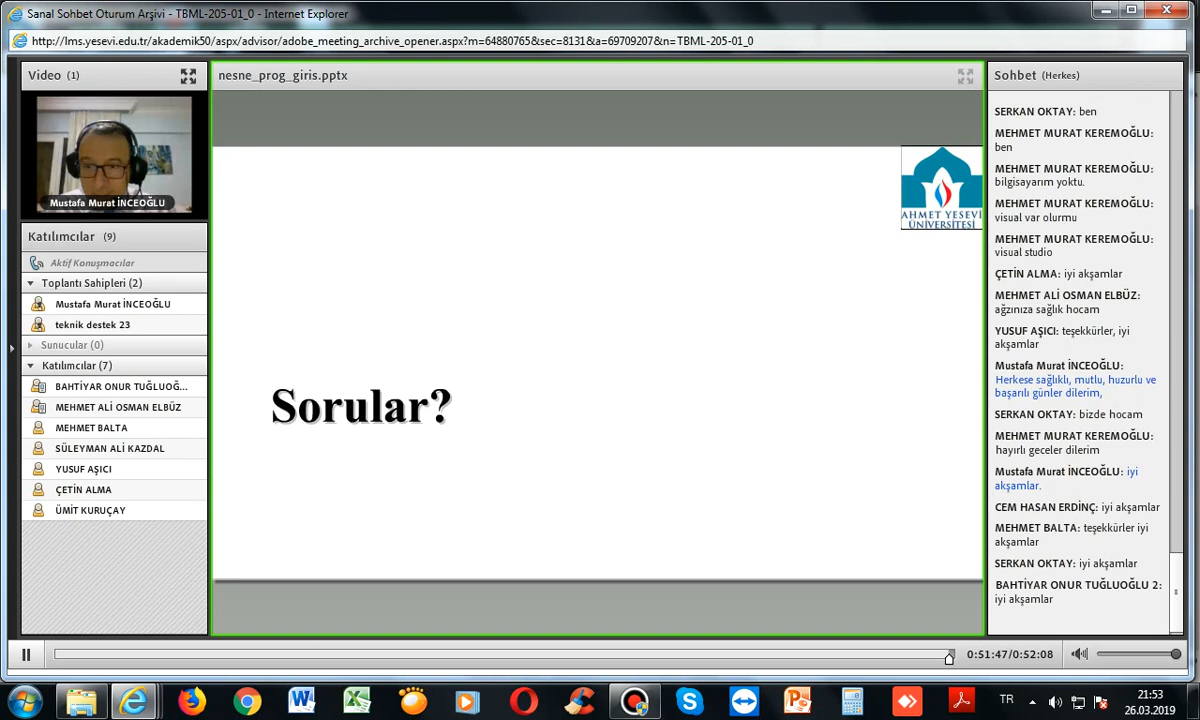 Sanal Sohbet Oturum Arşivi - TBML-205-01_0 - Internet Explorer
http://lms.yesevi.edu.tr/akademik50/aspx/advisor/adobe_meeting_archive_opener.aspx?m=64880765&sec=8131&a=69709207&n=TBML-205-01_0
Video (1)
Mustafa Murat İNCEOĞLU
Katılımcılar (9)
Aktif Konuşmacılar
Toplantı Sahipleri (2)
Mustafa Murat İNCEOĞLU
teknik destek 23
Sunucular (0)
Katılımcılar (7)
BAHTİYAR ONUR TUĞLUOĞ...
MEHMET ALİ OSMAN ELBÜZ
MEHMET BALTA
SÜLEYMAN ALİ KAZDAL
YUSUF AŞICI
ÇETİN ALMA
ÜMİT KURUÇAY
nesne_prog_giris.pptx
AHMET YESEVİ
ÜNİVERSİTESİ
Sorular?
Sohbet (Herkes)
SERKAN OKTAY: ben
MEHMET MURAT KEREMOĞLU:
ben
MEHMET MURAT KEREMOĞLU:
bilgisayarım yoktu.
MEHMET MURAT KEREMOĞLU:
visual var olurmu
MEHMET MURAT KEREMOĞLU:
visual studio
ÇETİN ALMA: iyi akşamlar
MEHMET ALİ OSMAN ELBÜZ:
ağzınıza sağlık hocam
YUSUF AŞICI: teşekkürler, iyi
akşamlar
Mustafa Murat İNCEOĞLU:
Herkese sağlıklı, mutlu, huzurlu ve
başarılı günler dilerim,
SERKAN OKTAY: bizde hocam
MEHMET MURAT KEREMOĞLU:
hayırlı geceler dilerim
Mustafa Murat İNCEOĞLU: iyi
akşamlar.
CEM HASAN ERDİNÇ: iyi akşamlar
MEHMET BALTA: teşekkürler iyi
akşamlar
SERKAN OKTAY: iyi akşamlar
BAHTİYAR ONUR TUĞLUOĞLU 2:
iyi akşamlar
0:51:47/0:52:08
TR
21:53
26.03.2019